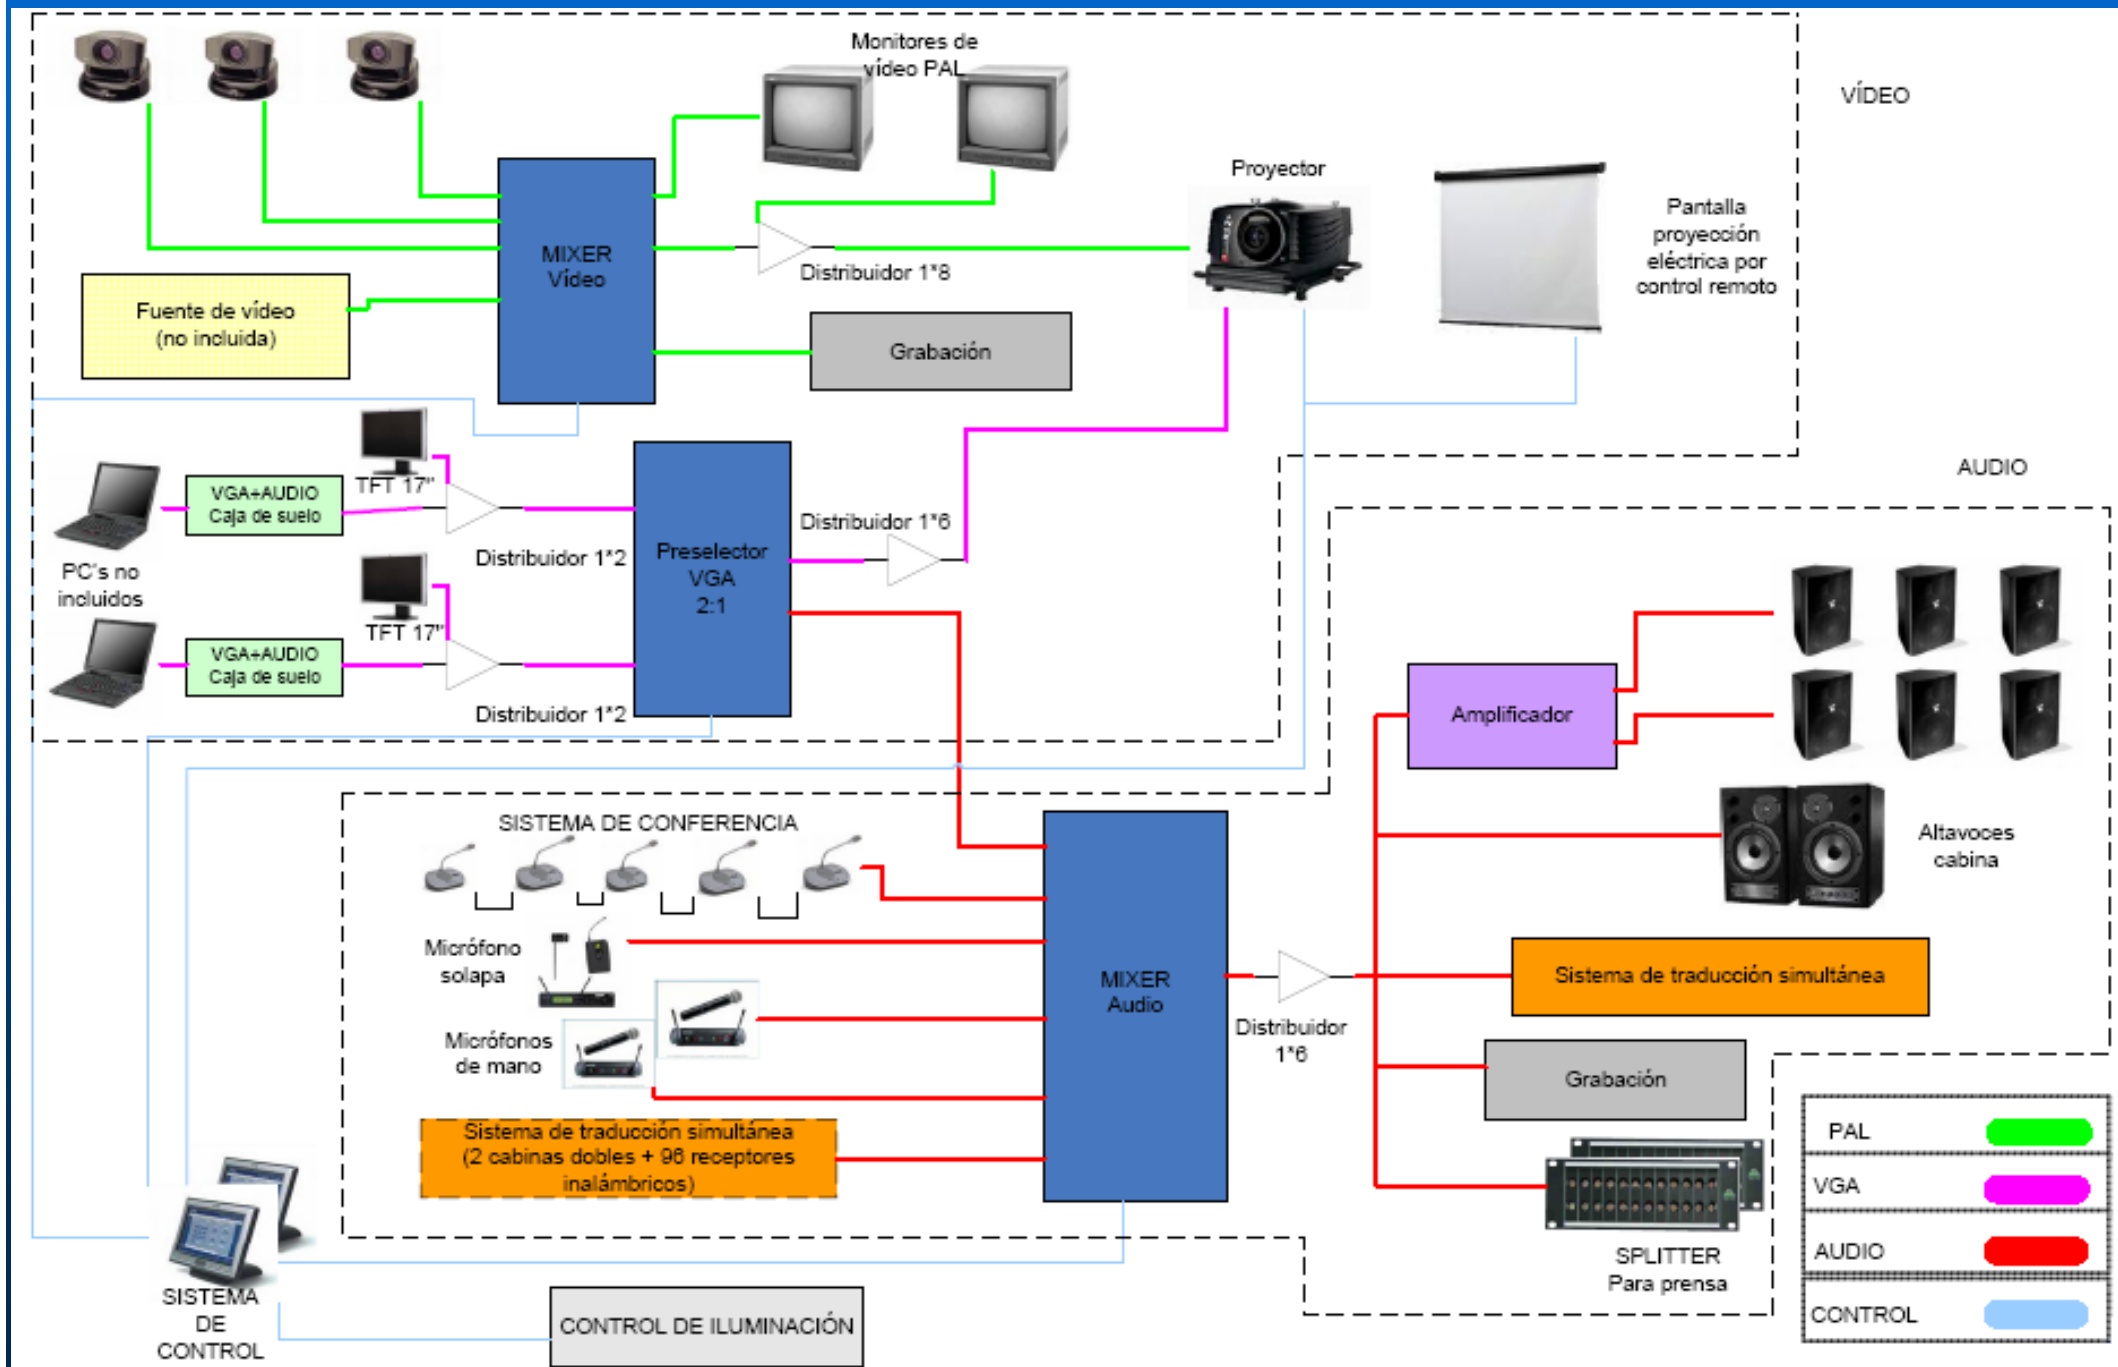 Monitores de
vídeo PAL
VÍDEO
Proyector
Pantalla
proyección
eléctrica por
control remoto
MIXER
Vídeo
Distribuidor 1*8
Fuente de vídeo
(no incluida)
Grabación
AUDIO
TFT 17"
VGA+AUDIO
Caja de suelo
Distribuidor 1*6
Distribuidor 1*2
Preselector
VGA
2:1
PC's no
incluidos
TFT 17"
VGA+AUDIO
Caja de suelo
Distribuidor 1*2
Amplificador
SISTEMA DE CONFERENCIA
Altavoces
cabina
Micrófono
solapa
MIXER
Audio
Sistema de traducción simultánea
Distribuidor
1*6
Micrófonos
de mano
Grabación
Sistema de traducción simultánea
(2 cabinas dobles + 96 receptores
inalámbricos)
PAL
VGA
AUDIO
CONTROL
SPLITTER
Para prensa
SISTEMA
DE
CONTROL
CONTROL DE ILUMINACIÓN